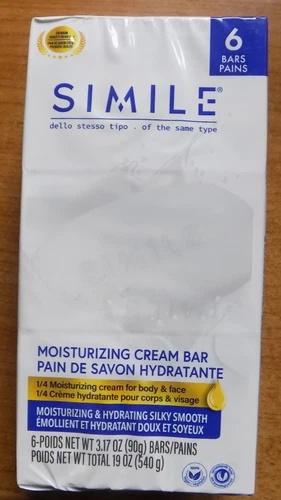 6
BARS
PAINS
SIMILE®
dello stesso tipo . of the same type
MOISTURIZING CREAM BAR
PAIN DE SAVON HYDRATANTE
1/4 Moisturizing cream for body & face
1/4 Crème hydratante pour corps & visage
MOISTURIZING & HYDRATING SILKY SMOOTH
ÉMOLLIENT ET HYDRATANT DOUX ET SOYEUX
6-POIDS NET WT 3.17 OZ (90g) BARS/PAINS
POIDS NET WT TOTAL 19 OZ (540 g)